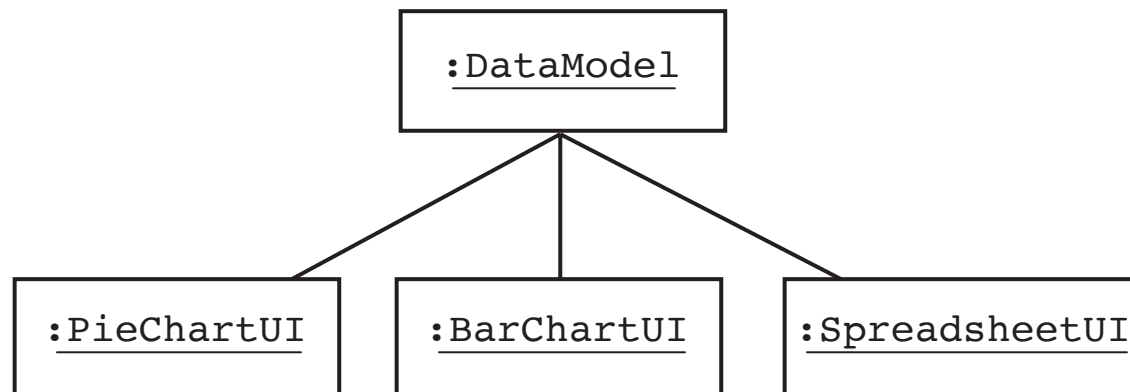 :DataModel
:PieChartUI
:BarChartUI
:SpreadsheetUI